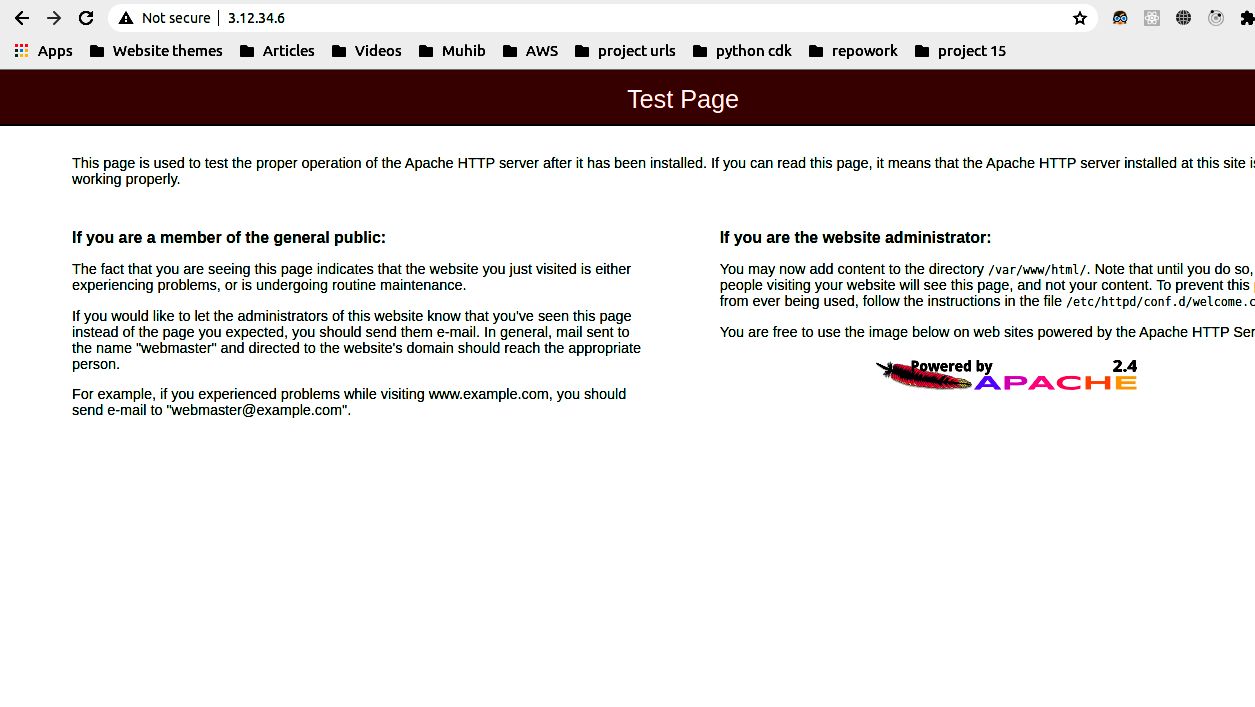 Not secure | 3.12.34.6
Apps Website themes Articles Videos Muhib AWS project urls python cdk repowork project 15
Test Page
This page is used to test the proper operation of the Apache HTTP server after it has been installed. If you can read this page, it means that the Apache HTTP server installed at this site is
working properly.
If you are a member of the general public:
The fact that you are seeing this page indicates that the website you just visited is either
experiencing problems, or is undergoing routine maintenance.
If you would like to let the administrators of this website know that you've seen this page
instead of the page you expected, you should send them e-mail. In general, mail sent to
the name "webmaster" and directed to the website's domain should reach the appropriate
person.
For example, if you experienced problems while visiting www.example.com, you should
send e-mail to "webmaster@example.com".
If you are the website administrator:
You may now add content to the directory /var/www/html/. Note that until you do so,
people visiting your website will see this page, and not your content. To prevent this
from ever being used, follow the instructions in the file /etc/httpd/conf.d/welcome.c
You are free to use the image below on web sites powered by the Apache HTTP Ser
Powered by 2.4
APACHE